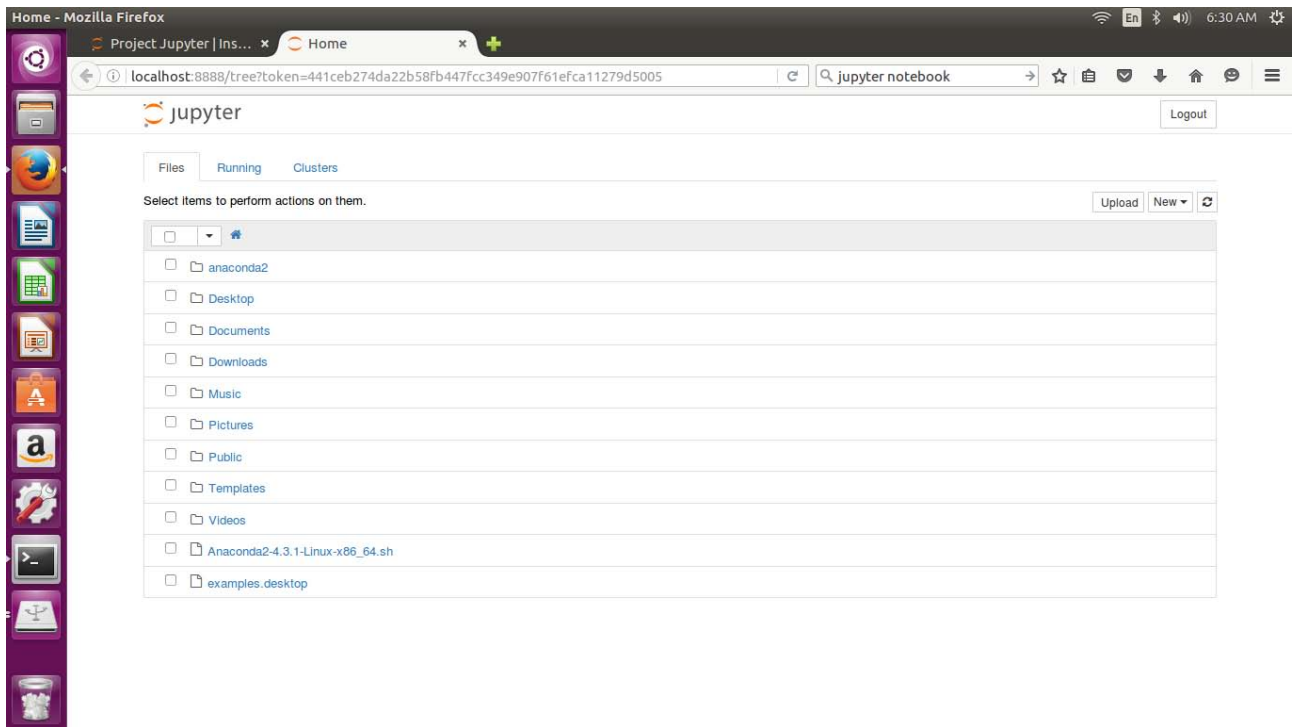 Home - Mozilla Firefox
En 6:30 AM
Project Jupyter | Ins... × Home ×
localhost:8888/tree?token=441ceb274da22b58fb447fcc349e907f61efca11279d5005 jupyter notebook
jupyter Logout
Files Running Clusters
Select items to perform actions on them. Upload New
anaconda2
Desktop
Documents
Downloads
Music
Pictures
Public
Templates
Videos
Anaconda2-4.3.1-Linux-x86_64.sh
examples.desktop
a
>_